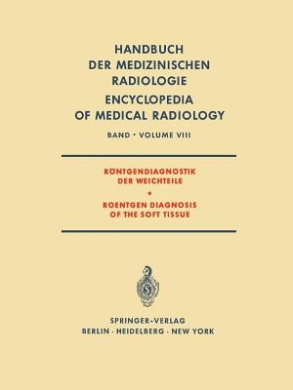 HANDBUCH
DER MEDIZINISCHEN
RADIOLOGIE
ENCYCLOPEDIA
OF MEDICAL RADIOLOGY
BAND • VOLUME VIII
RÖNTGENDIAGNOSTIK
DER WEICHTEILE
•
ROENTGEN DIAGNOSIS
OF THE SOFT TISSUE
SPRINGER-VERLAG
BERLIN • HEIDELBERG • NEW YORK